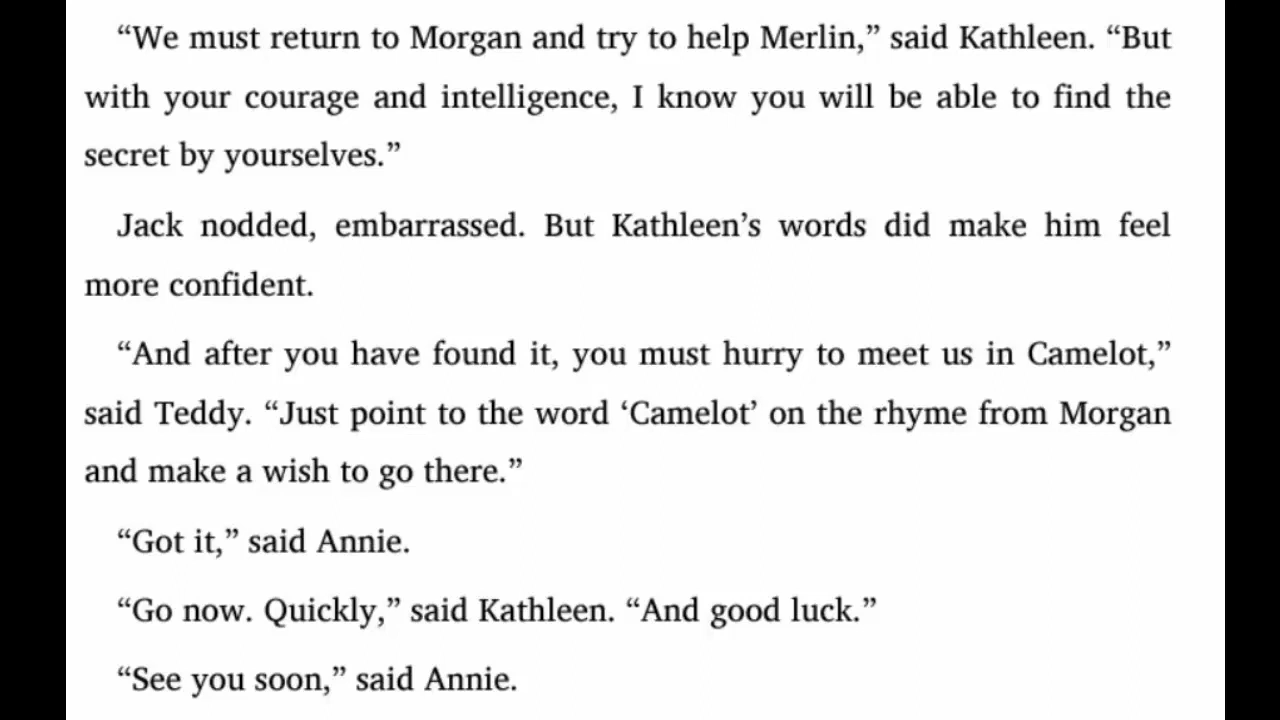 “We must return to Morgan and try to help Merlin,” said Kathleen. “But
with your courage and intelligence, I know you will be able to find the
secret by yourselves.”
Jack nodded, embarrassed. But Kathleen’s words did make him feel
more confident.
“And after you have found it, you must hurry to meet us in Camelot,”
said Teddy. “Just point to the word ‘Camelot’ on the rhyme from Morgan
and make a wish to go there.”
“Got it,” said Annie.
“Go now. Quickly,” said Kathleen. “And good luck.”
“See you soon,” said Annie.